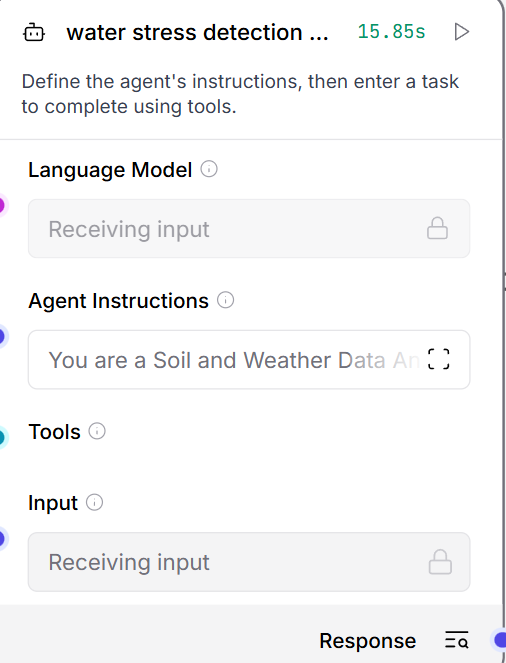 water stress detection ... 15.85s
Define the agent's instructions, then enter a task
to complete using tools.
Language Model
Receiving input
Agent Instructions
You are a Soil and Weather Data An
Tools
Input
Receiving input
Response